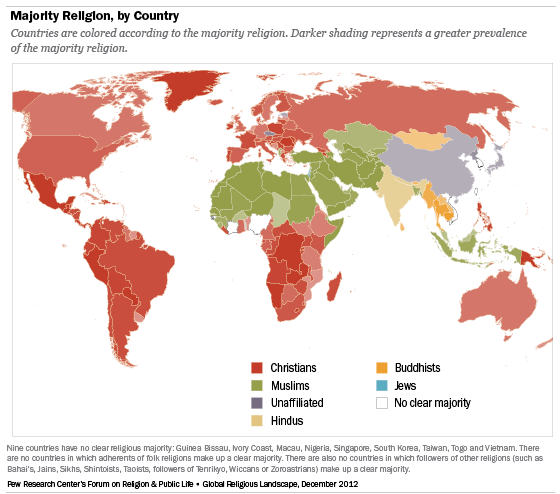 Majority Religion, by Country
Countries are colored according to the majority religion. Darker shading represents a greater prevalence
of the majority religion.
Christians
Muslims
Unaffiliated
Hindus
Buddhists
Jews
No clear majority
Nine countries have no clear religious majority: Guinea Bissau, Ivory Coast, Macau, Nigeria, Singapore, South Korea, Taiwan, Togo and Vietnam. There
are no countries in which adherents of folk religions make up a clear majority. There are also no countries in which followers of other religions (such as
Bahai's, Jains, Sikhs, Shintoists, Taoists, followers of Tenrikyo, Wiccans or Zoroastrians) make up a clear majority.
Pew Research Center's Forum on Religion & Public Life • Global Religious Landscape, December 2012